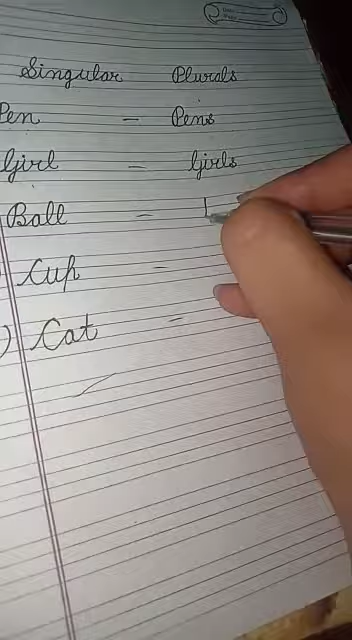 Singular Plurals
Pen – Pens
Girl – Girls
Ball –
Cup –
) Cat =